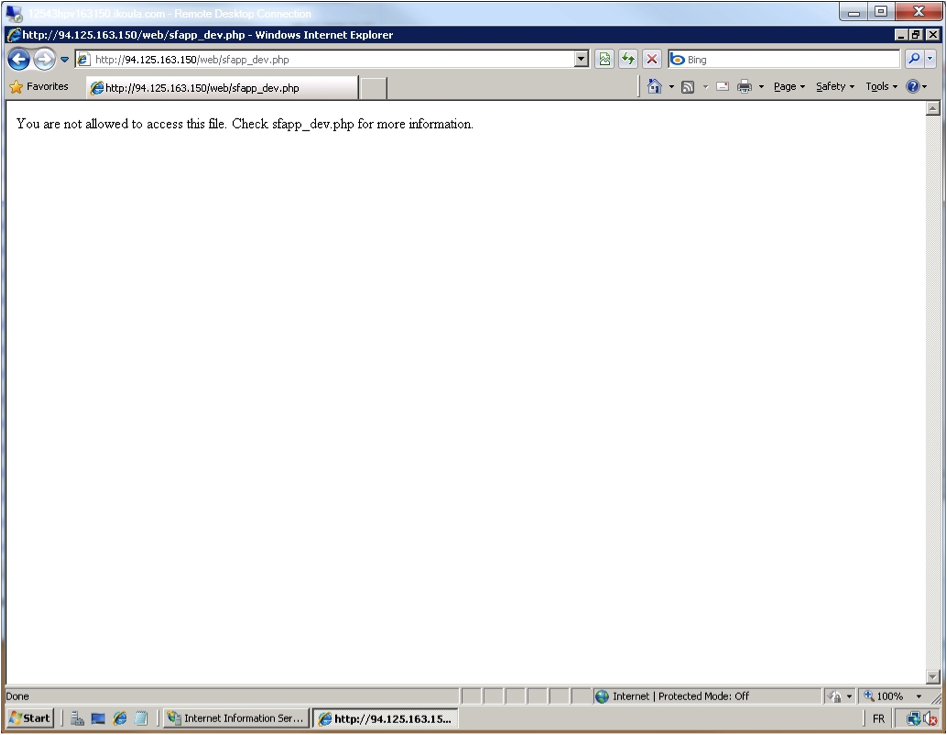 12543hpv163150.ikoula.com - Remote Desktop Connection
http://94.125.163.150/web/sfapp_dev.php - Windows Internet Explorer
http://94.125.163.150/web/sfapp_dev.php
Bing
Favorites
http://94.125.163.150/web/sfapp_dev.php
Page
Safety
Tools
You are not allowed to access this file. Check sfapp_dev.php for more information.
Done
Internet | Protected Mode: Off
100%
Start
Internet Information Ser...
http://94.125.163.15...
FR